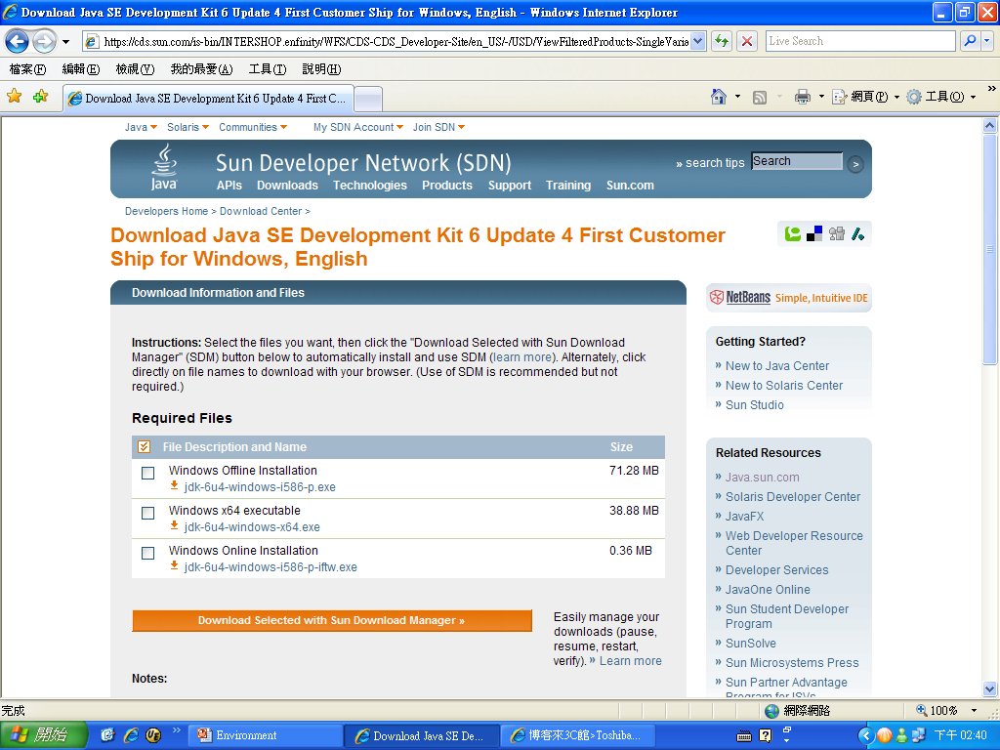 Download Java SE Development Kit 6 Update 4 First Customer Ship for Windows, English - Windows Internet Explorer
https://cds.sun.com/is-bin/INTERSHOP.enfinity/WFS/CDS-CDS_Developer-Site/en_US/-/USD/ViewFilteredProducts-SingleVaria
Live Search
檔案(F) 編輯(E) 檢視(V) 我的最愛(A) 工具(T) 說明(H)
Download Java SE Development Kit 6 Update 4 First C...
網頁(P) 工具(O) »
Java Solaris Communities My SDN Account Join SDN
Java
Sun Developer Network (SDN)
» search tips Search >
APIs Downloads Technologies Products Support Training Sun.com
Developers Home > Download Center >
Download Java SE Development Kit 6 Update 4 First Customer
Ship for Windows, English
Download Information and Files
Instructions: Select the files you want, then click the "Download Selected with Sun Download
Manager" (SDM) button below to automatically install and use SDM (learn more). Alternately, click
directly on file names to download with your browser. (Use of SDM is recommended but not
required.)
Required Files
File Description and Name Size
Windows Offline Installation 71.28 MB
jdk-6u4-windows-i586-p.exe
Windows x64 executable 38.88 MB
jdk-6u4-windows-x64.exe
Windows Online Installation 0.36 MB
jdk-6u4-windows-i586-p-iftw.exe
Download Selected with Sun Download Manager »
Easily manage your
downloads (pause,
resume, restart,
verify). » Learn more
Notes:
NetBeans Simple, Intuitive IDE
Getting Started?
» New to Java Center
» New to Solaris Center
» Sun Studio
Related Resources
» Java.sun.com
» Solaris Developer Center
» JavaFX
» Web Developer Resource
Center
» Developer Services
» JavaOne Online
» Sun Student Developer
Program
» SunSolve
» Sun Microsystems Press
» Sun Partner Advantage
Program for ISVs
完成 網際網路 100%
開始 » Environment Download Java SE De... 博客來3C館>Toshiba... 下午 02:40